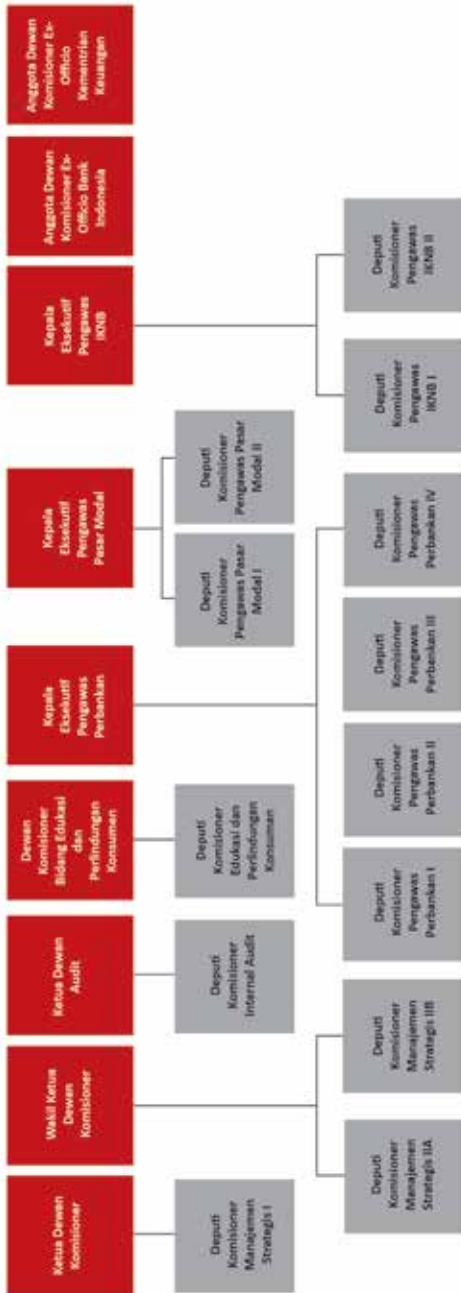 Ketua Dewan
Komisioner
Wakil Ketua
Dewan
Komisioner
Ketua Dewan
Audit
Dewan
Komisioner
Bidang Edukasi
dan
Perlindungan
Konsumen
Kepala
Eksekutif
Pengawas
Perbankan
Kepala
Eksekutif
Pengawas
Pasar Modal
Kepala
Eksekutif
Pengawas
IKNB
Anggota Dewan
Komisioner Ex-
Officio Bank
Indonesia
Anggota Dewan
Komisioner Ex-
Officio
Kementrian
Keuangan
Deputi
Komisioner
Manajemen
Strategis I
Deputi
Komisioner
Internal Audit
Deputi
Komisioner
Edukasi dan
Perlindungan
Konsumen
Deputi
Komisioner
Pengawas Pasar
Modal I
Deputi
Komisioner
Pengawas Pasar
Modal II
Deputi
Komisioner
Manajemen
Strategis IIA
Deputi
Komisioner
Manajemen
Strategis IIB
Deputi
Komisioner
Pengawas
Perbankan I
Deputi
Komisioner
Pengawas
Perbankan II
Deputi
Komisioner
Pengawas
Perbankan III
Deputi
Komisioner
Pengawas
Perbankan IV
Deputi
Komisioner
Pengawas
IKNB I
Deputi
Komisioner
Pengawas
IKNB II